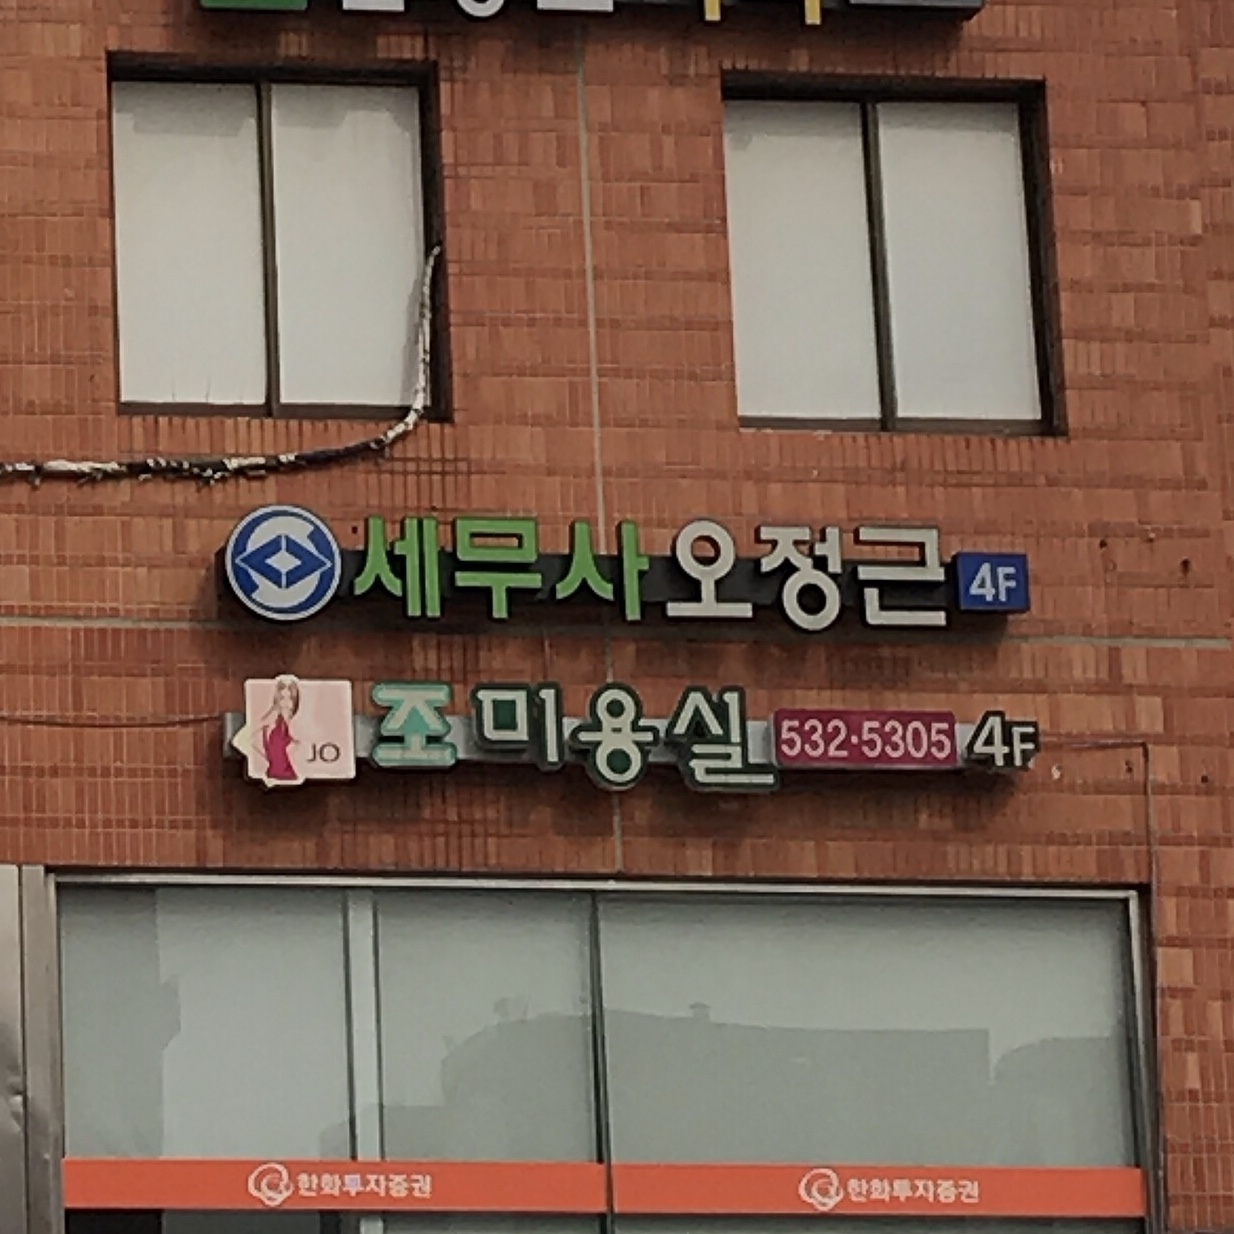 세무사오정근 4F
JO 조미용실 532·5305 4F
한화투자증권 한화투자증권